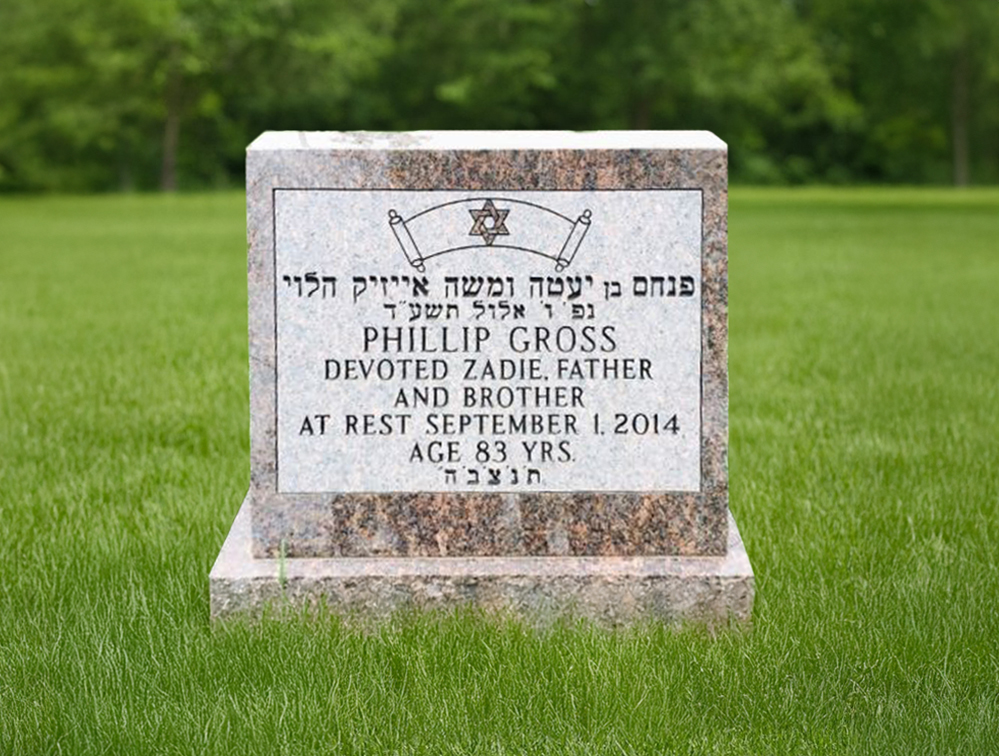 פנחם בן יעטה ומשה אייזיק הלוי
נפ׳ ו׳ אלול תשע״ד
PHILLIP GROSS
DEVOTED ZADIE, FATHER
AND BROTHER
AT REST SEPTEMBER 1, 2014
AGE 83 YRS.
ת׳נ׳צ׳ב׳ה׳